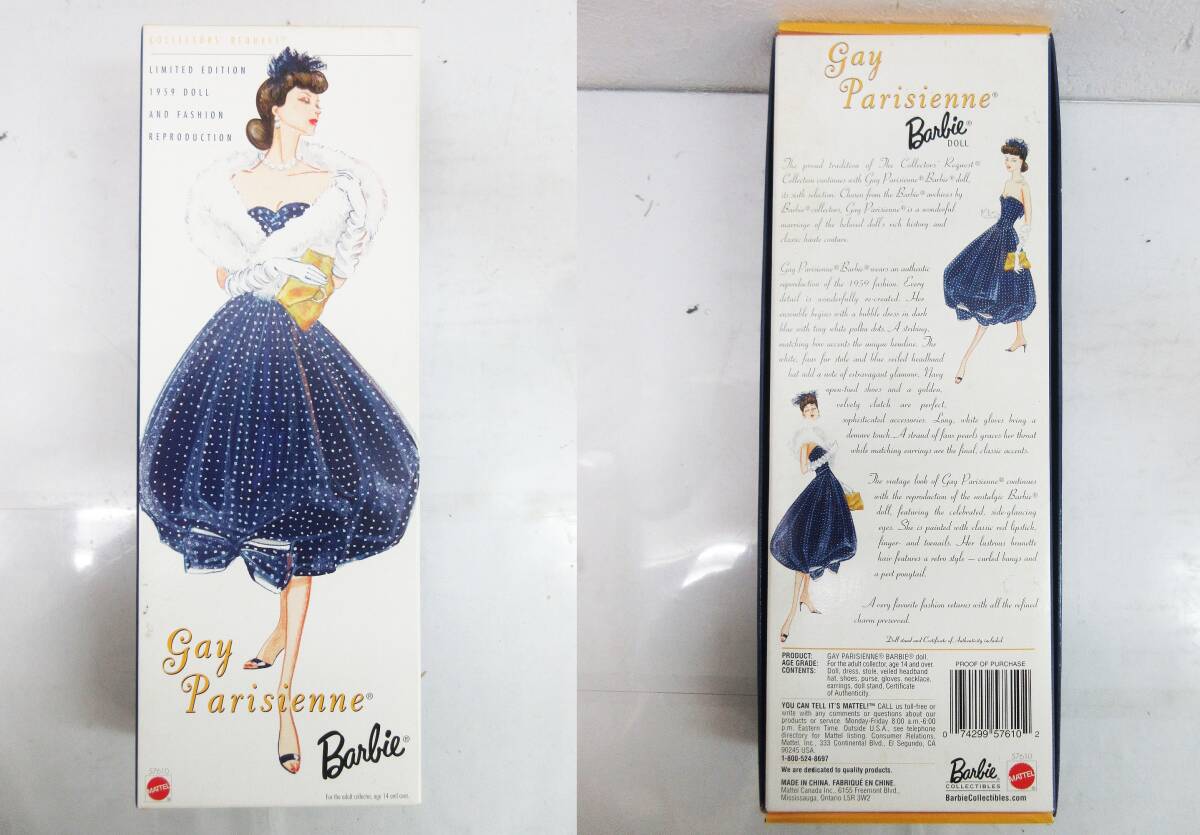 COLLECTORS' REQUEST
LIMITED EDITION
1959 DOLL
AND FASHION
REPRODUCTION
Gay
Parisienne®
Barbie®
57610
MATTEL
For the adult collector, age 14 and over.
Gay
Parisienne®
Barbie®
DOLL
The proud tradition of The Collectors' Request®
Collection continues with Gay Parisienne® Barbie® doll,
its sixth selection. Chosen from the Barbie® archives by
Barbie® collectors, Gay Parisienne® is a wonderful
marriage of the beloved doll's rich history and
classic haute couture.
Gay Parisienne® Barbie® wears an authentic
reproduction of the 1959 fashion. Every
detail is wonderfully re-created. Her
ensemble begins with a bubble dress in dark
blue with tiny white polka dots. A striking,
matching bow accents the unique hemline. The
white, faux fur stole and blue veiled headband
hat add a note of extravagant glamour. Navy
open-toed shoes and a golden,
velvety clutch are perfect,
sophisticated accessories. Long, white gloves bring a
demure touch. A strand of faux pearls graces her throat
while matching earrings are the final, classic accents.
The vintage look of Gay Parisienne® continues
with the reproduction of the nostalgic Barbie®
doll, featuring the celebrated, side-glancing
eyes. She is painted with classic red lipstick,
finger- and toenails. Her lustrous brunette
hair features a retro style — curled bangs and
a pert ponytail.
A very favorite fashion returns with all the refined
charm preserved.
Doll stand and Certificate of Authenticity included.
PRODUCT: GAY PARISIENNE® BARBIE® doll.
AGE GRADE: For the adult collector, age 14 and over.
CONTENTS: Doll, dress, stole, veiled headband
hat, shoes, purse, gloves, necklace,
earrings, doll stand, Certificate
of Authenticity.
YOU CAN TELL IT'S MATTEL!™ CALL us toll-free or
write with any comments or questions about our
products or service. Monday-Friday 8:00 a.m.-6:00
p.m. Eastern Time. Outside U.S.A., see telephone
directory for Mattel listing. Consumer Relations,
Mattel, Inc., 333 Continental Blvd., El Segundo, CA
90245 USA.
1-800-524-8697
We are dedicated to quality products.
MADE IN CHINA. FABRIQUÉ EN CHINE.
Mattel Canada Inc., 6155 Freemont Blvd.,
Mississauga, Ontario L5R 3W2
PROOF OF PURCHASE
0 74299 57610 2
57610
Barbie®
COLLECTIBLES
MATTEL
BarbieCollectibles.com